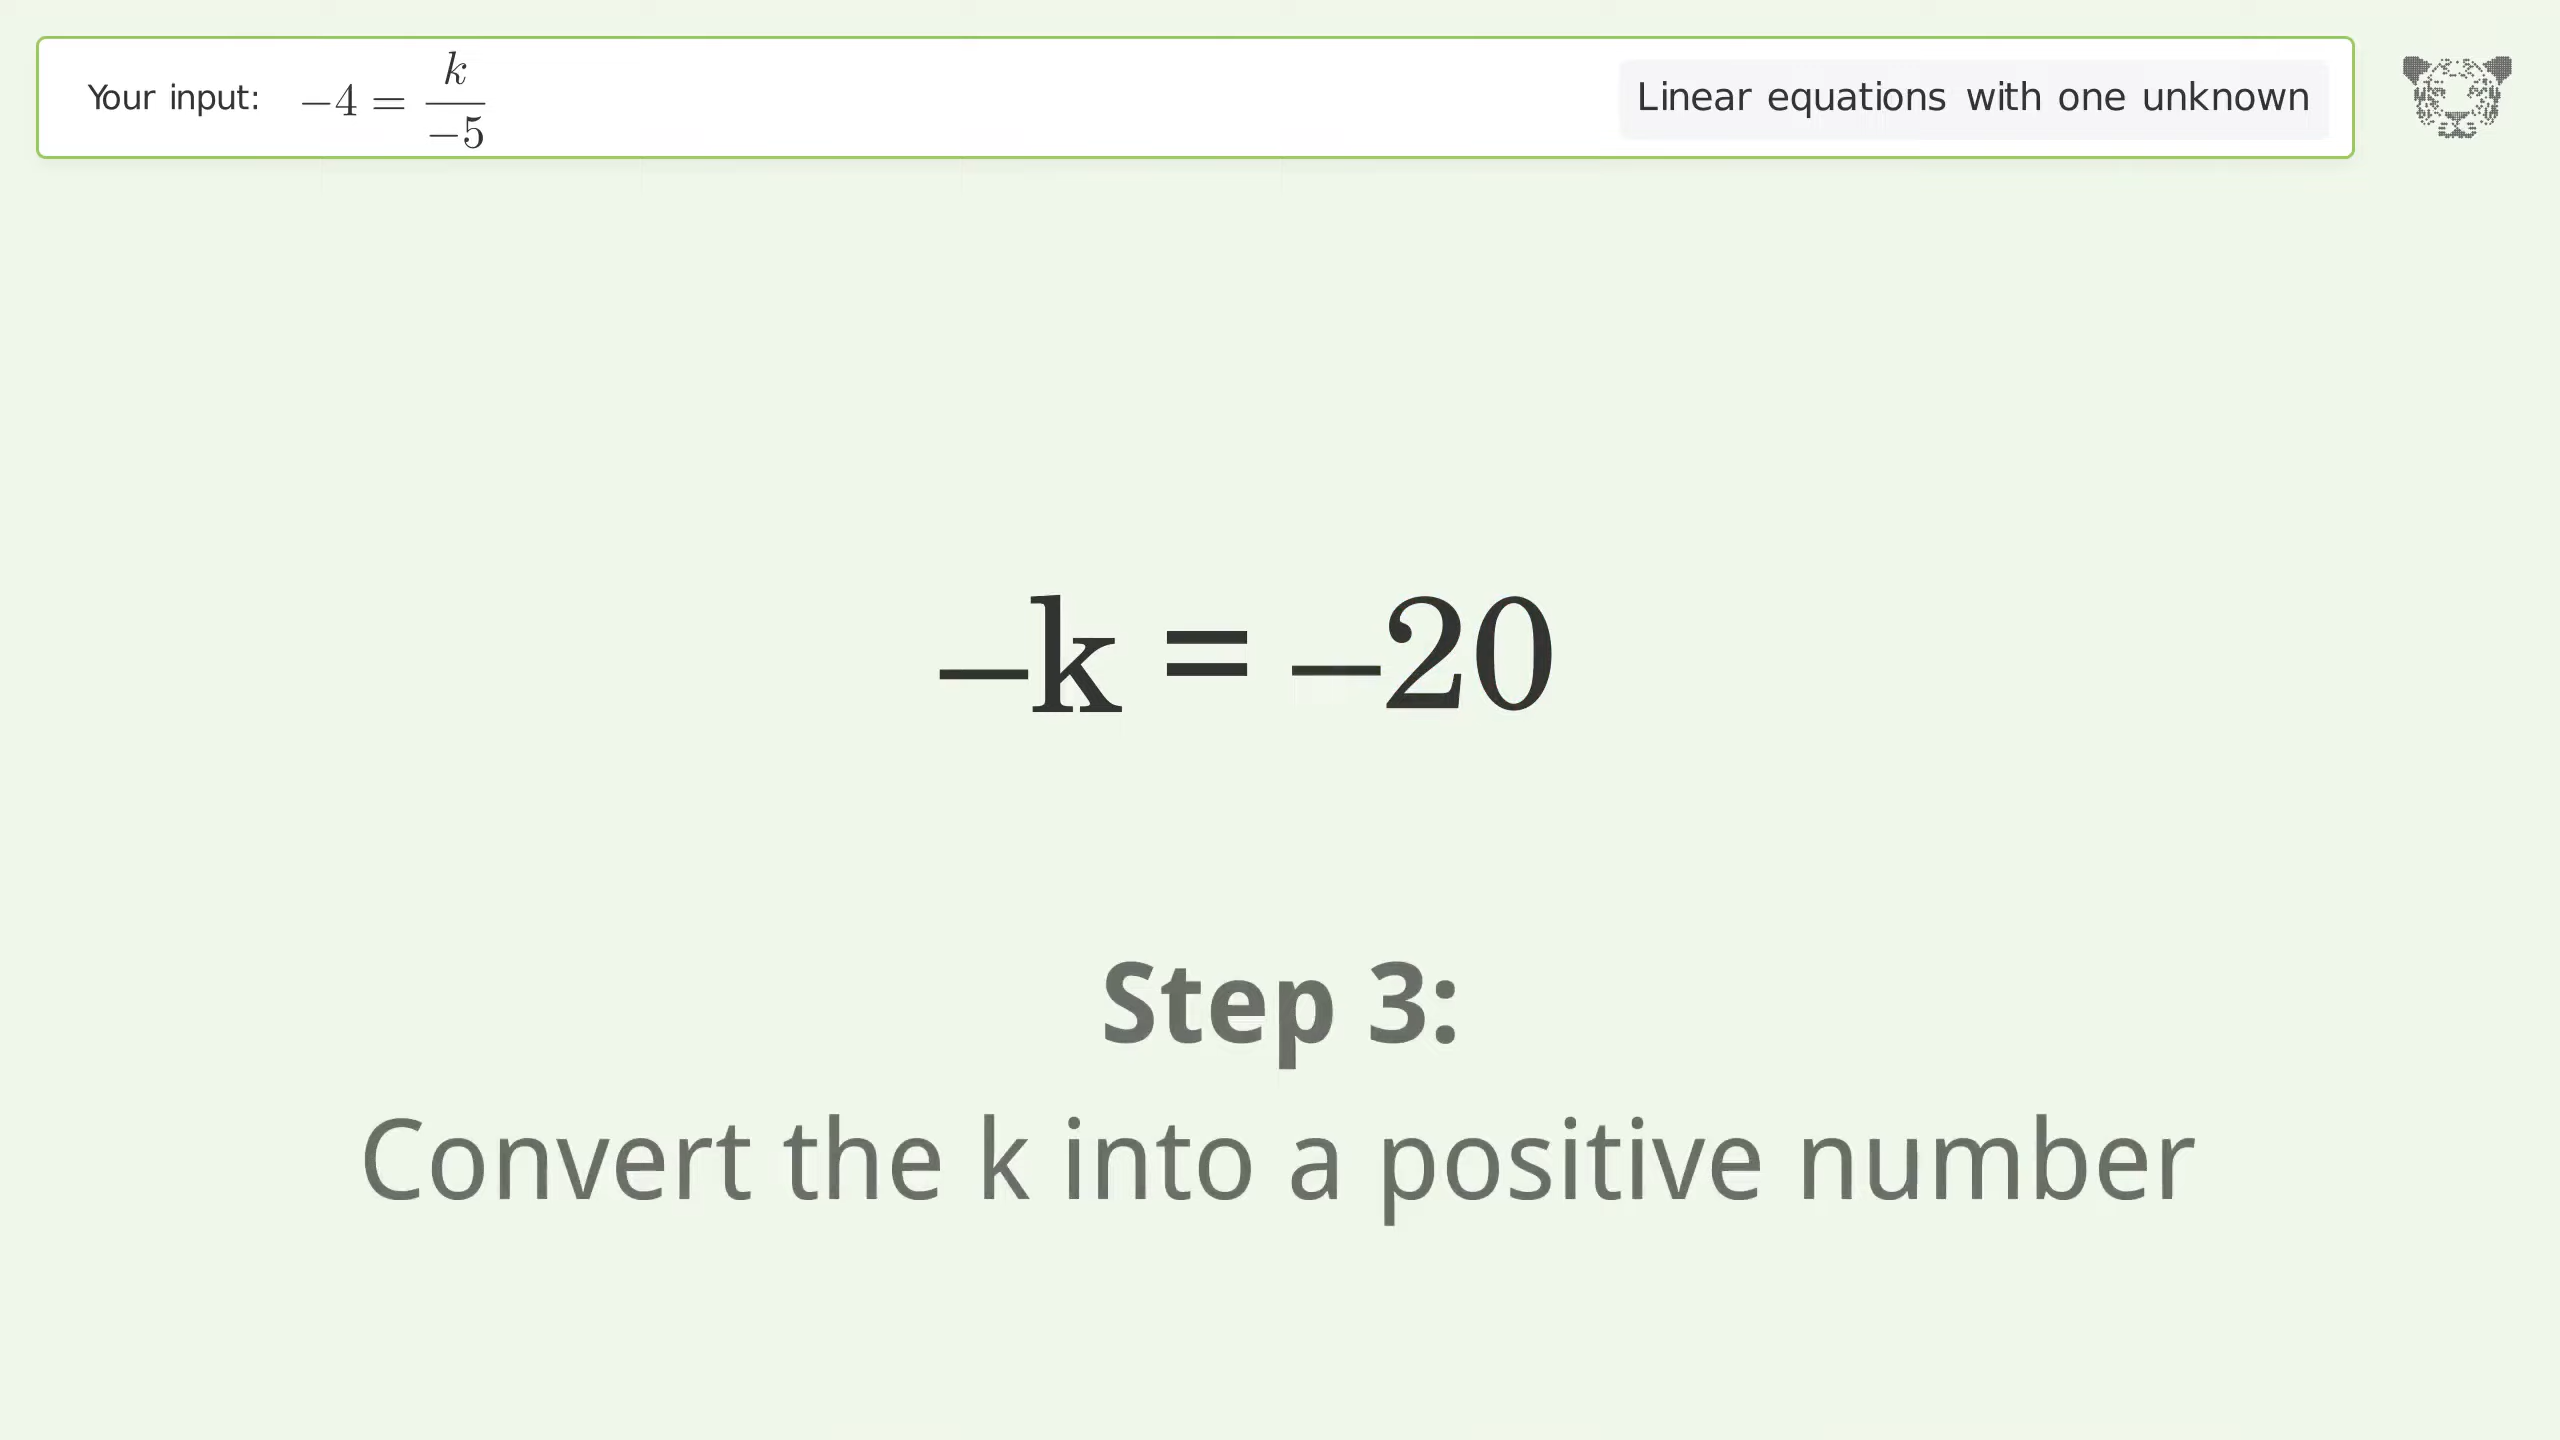 Your input: −4 = k/−5
Linear equations with one unknown
−k = −20
Step 3:
Convert the k into a positive number